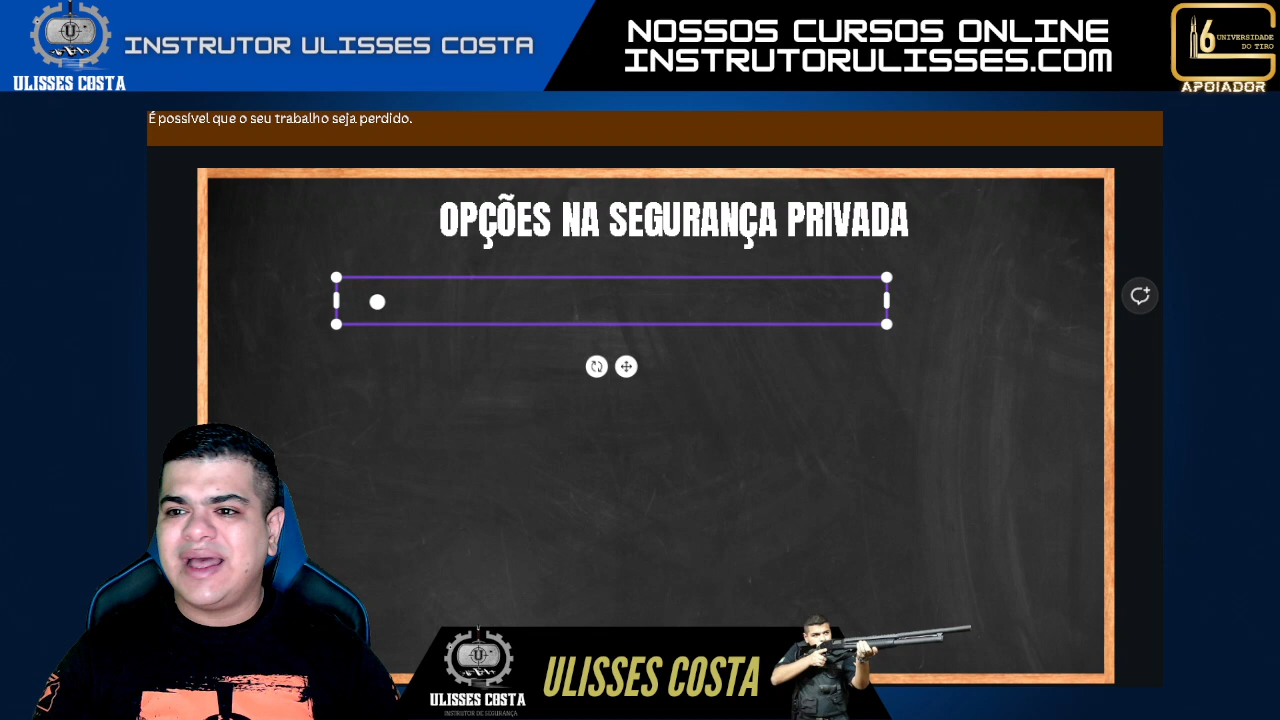 U
ULISSES COSTA
INSTRUTOR ULISSES COSTA
NOSSOS CURSOS ONLINE
INSTRUTORULISSES.COM
UNIVERSIDADE
DO TIRO
APOIADOR
É possível que o seu trabalho seja perdido.
OPÇÕES NA SEGURANÇA PRIVADA
U
ULISSES COSTA
INSTRUTOR DE SEGURANÇA
ULISSES COSTA